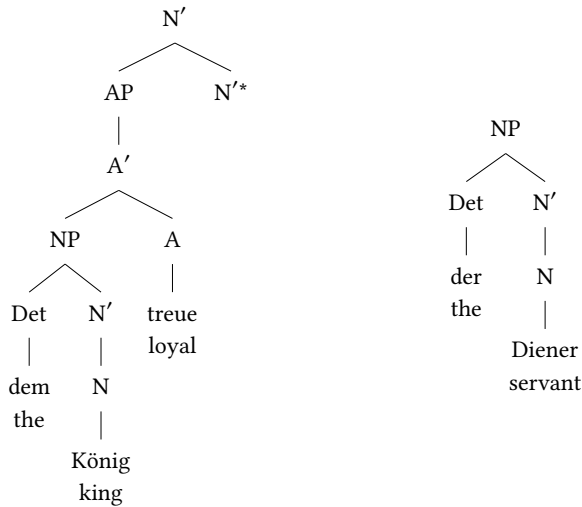 N′
AP N′*
NP
A′
Det N′
NP A
der N
the
Det N′ treue
loyal
Diener
servant
dem N
the
König
king